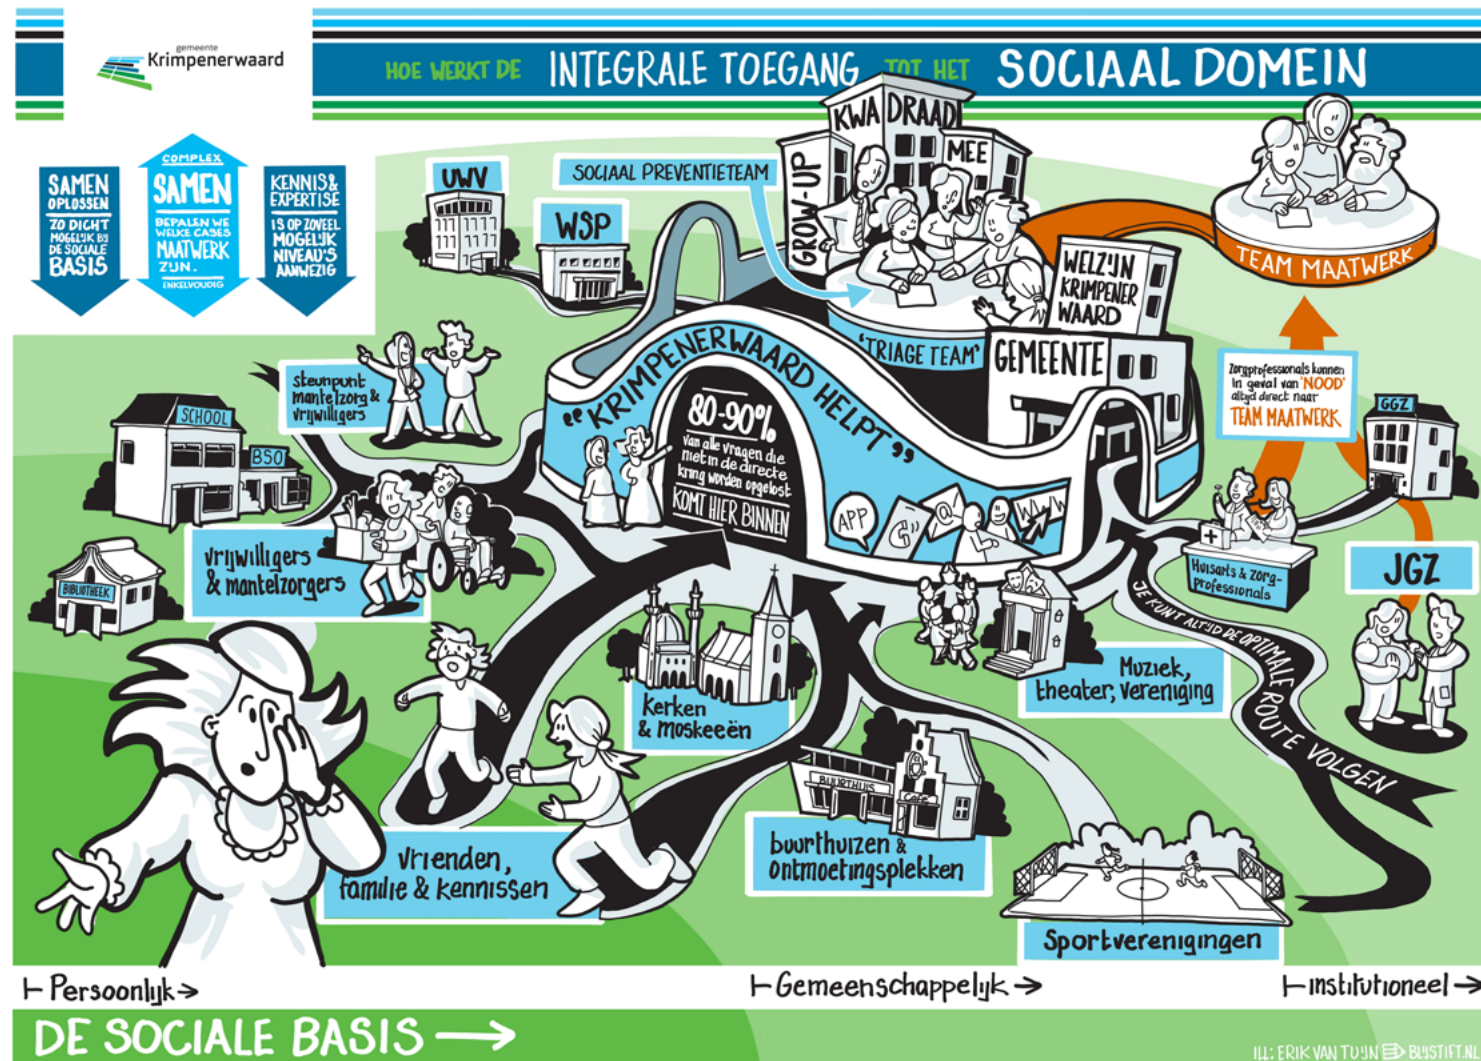 gemeente
Krimpenerwaard
HOE WERKT DE INTEGRALE TOEGANG TOT HET SOCIAAL DOMEIN
SAMEN
OPLOSSEN
ZO DICHT
MOGELIJK BIJ
DE SOCIALE
BASIS
COMPLEX
SAMEN
BEPALEN WE
WELKE CASES
MAATWERK
ZIJN.
ENKELVOUDIG
KENNIS &
EXPERTISE
IS OP ZOVEEL
MOGELIJK
NIVEAU'S
AANWEZIG
UWV
WSP
SOCIAAL PREVENTIETEAM
GROW-UP
KWADRAAD
MEE
WELZIJN
KRIMPENER
WAARD
GEMEENTE
'TRIAGE TEAM'
TEAM MAATWERK
Zorgprofessionals kunnen
in geval van 'NOOD'
altijd direct naar
TEAM MAATWERK
GGZ
JGZ
Huisarts & zorg-
professionals
"KRIMPENERWAARD HELPT"
80-90%
van alle vragen die
niet in de directe
kring worden opgelost
KOMT HIER BINNEN
APP
@
WWW
steunpunt
mantelzorg &
vrijwilligers
SCHOOL
BSO
BIBLIOTHEEK
vrijwilligers
& mantelzorgers
kerken
& moskeeën
Muziek,
theater, vereniging
JE KUNT ALTIJD DE OPTIMALE ROUTE VOLGEN
BUURTHUIS
Café
vrienden,
familie & kennissen
buurthuizen &
ontmoetingsplekken
Sportverenigingen
Persoonlijk →
Gemeenschappelijk →
institutioneel →
DE SOCIALE BASIS →
ILL: ERIK VAN TUIJN BIJSTIFT.NL